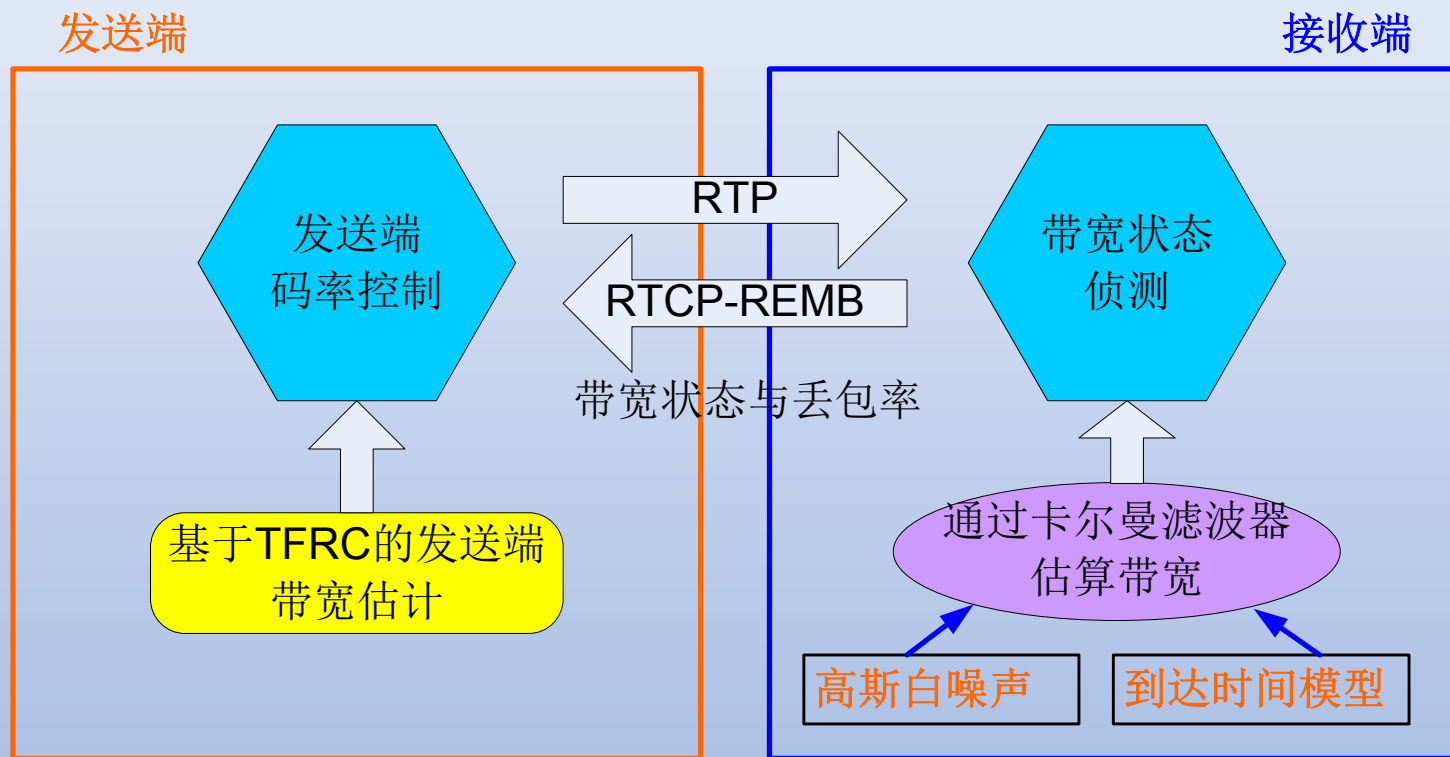 发送端
接收端
发送端
码率控制
RTP
RTCP-REMB
带宽状态与丢包率
带宽状态
侦测
基于TFRC的发送端
带宽估计
通过卡尔曼滤波器
估算带宽
高斯白噪声
到达时间模型